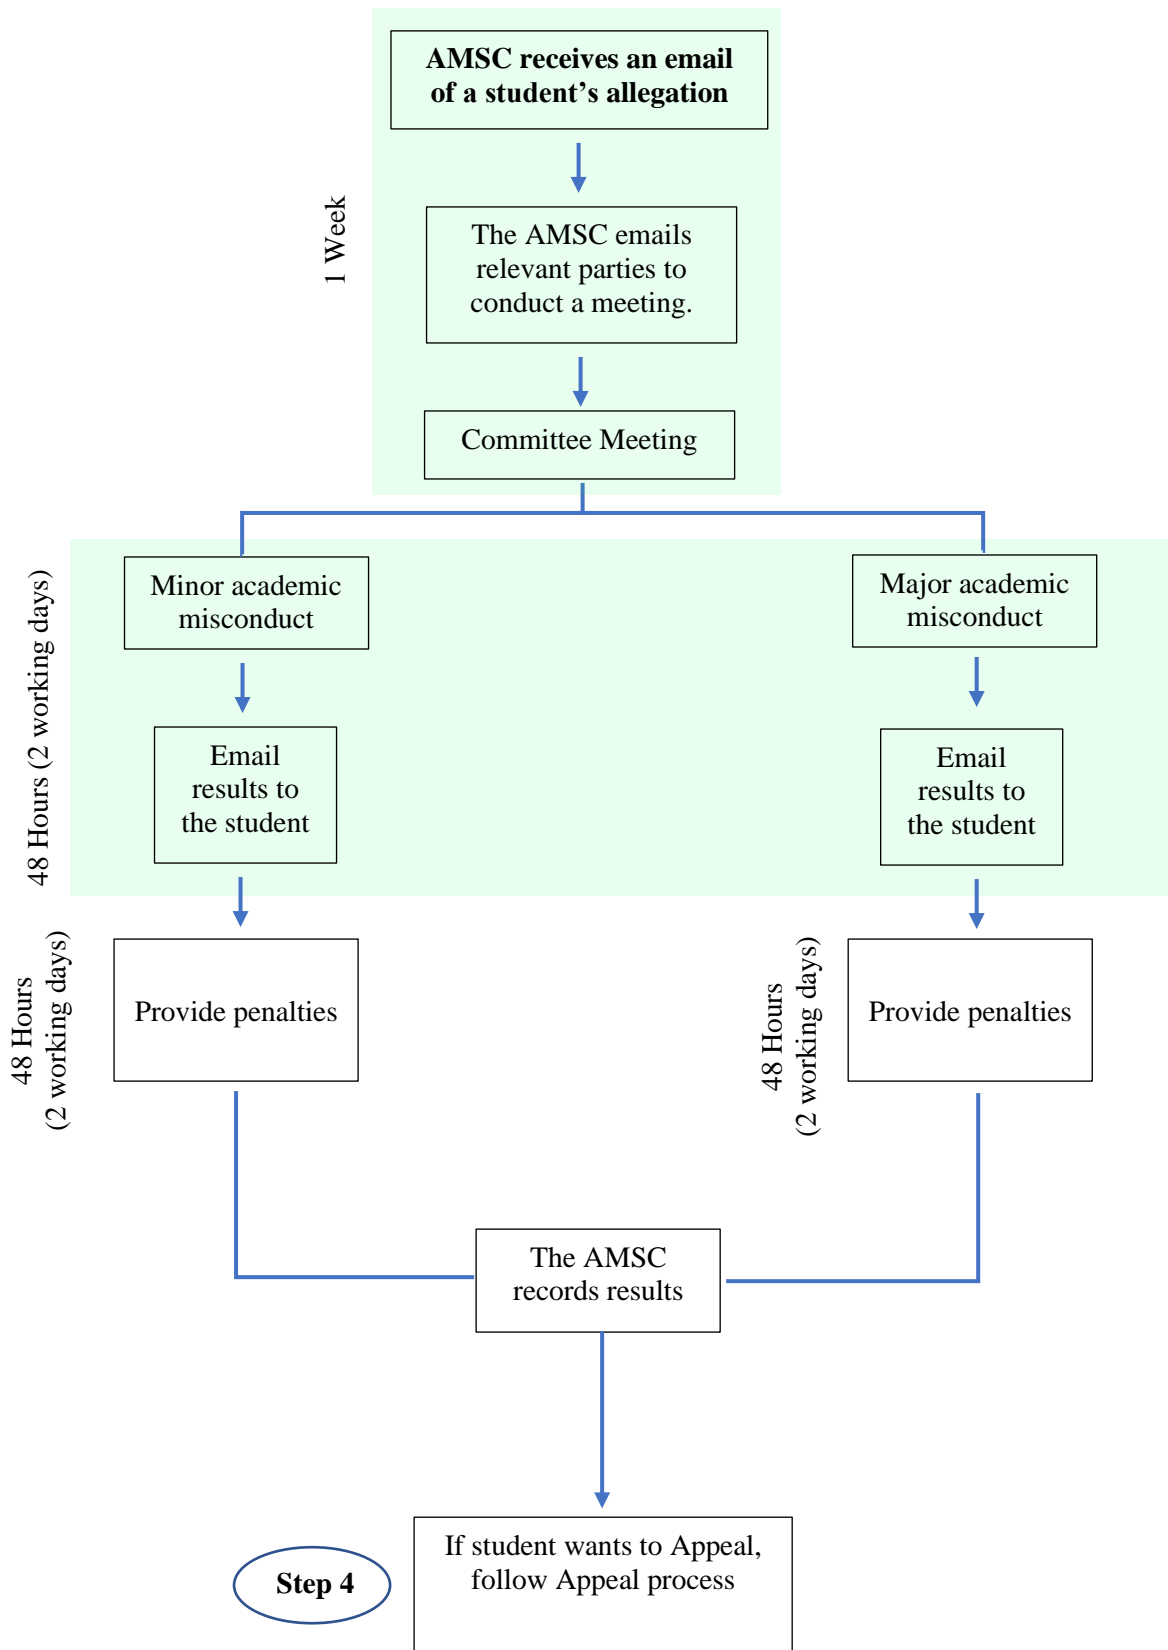 AMSC receives an email
of a student’s allegation
1 Week
The AMSC emails
relevant parties to
conduct a meeting.
Committee Meeting
48 Hours (2 working days)
Minor academic
misconduct
Major academic
misconduct
Email
results to
the student
Email
results to
the student
48 Hours
(2 working days)
Provide penalties
48 Hours
(2 working days)
Provide penalties
The AMSC
records results
Step 4
If student wants to Appeal,
follow Appeal process